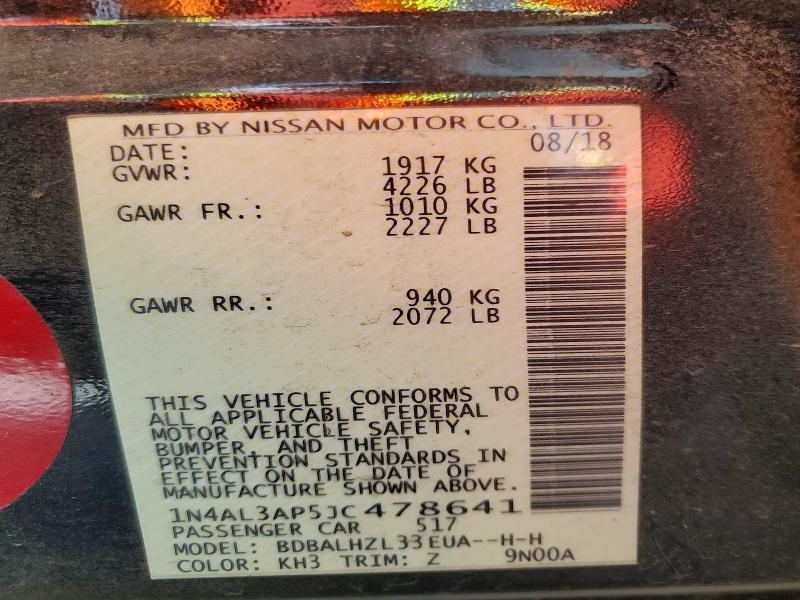 MFD BY NISSAN MOTOR CO., LTD.
DATE: 08/18
GVWR: 1917 KG
4226 LB
GAWR FR.: 1010 KG
2227 LB
GAWR RR.: 940 KG
2072 LB
THIS VEHICLE CONFORMS TO
ALL APPLICABLE FEDERAL
MOTOR VEHICLE SAFETY,
BUMPER, AND THEFT
PREVENTION STANDARDS IN
EFFECT ON THE DATE OF
MANUFACTURE SHOWN ABOVE.
1N4AL3AP5JC478641
PASSENGER CAR 517
MODEL: BDBALHZL33EUA--H-H
COLOR: KH3 TRIM: Z 9N00A